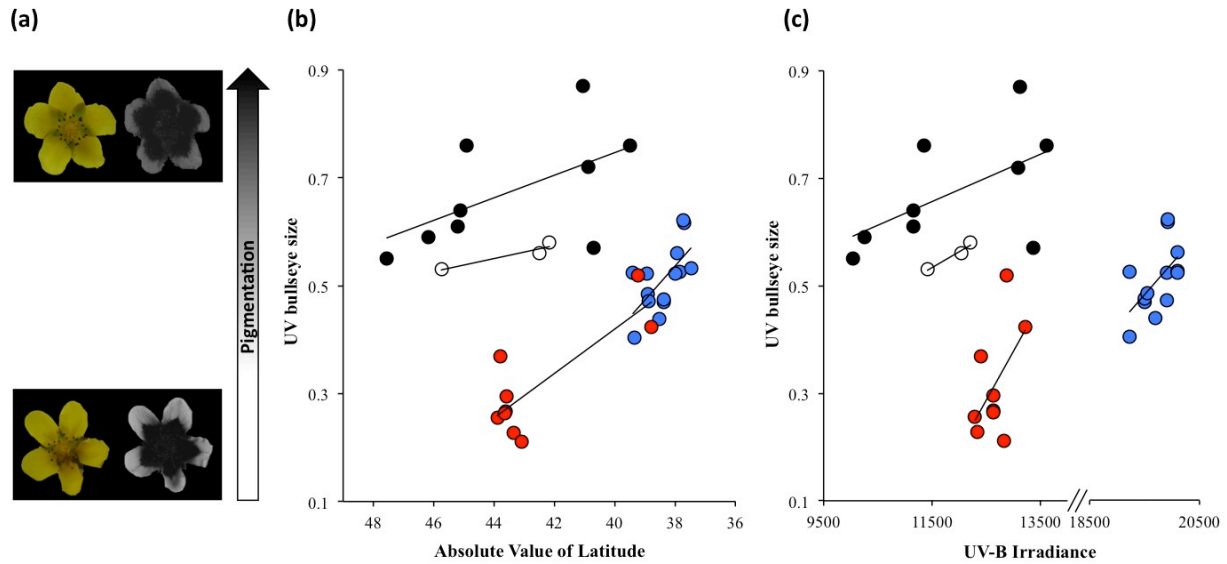 (a)
Pigmentation
(b)
UV bullseye size
0.9
0.7
0.5
0.3
0.1
48 46 44 42 40 38 36
Absolute Value of Latitude
(c)
UV bullseye size
0.9
0.7
0.5
0.3
0.1
9500 11500 13500 18500 20500
UV-B Irradiance